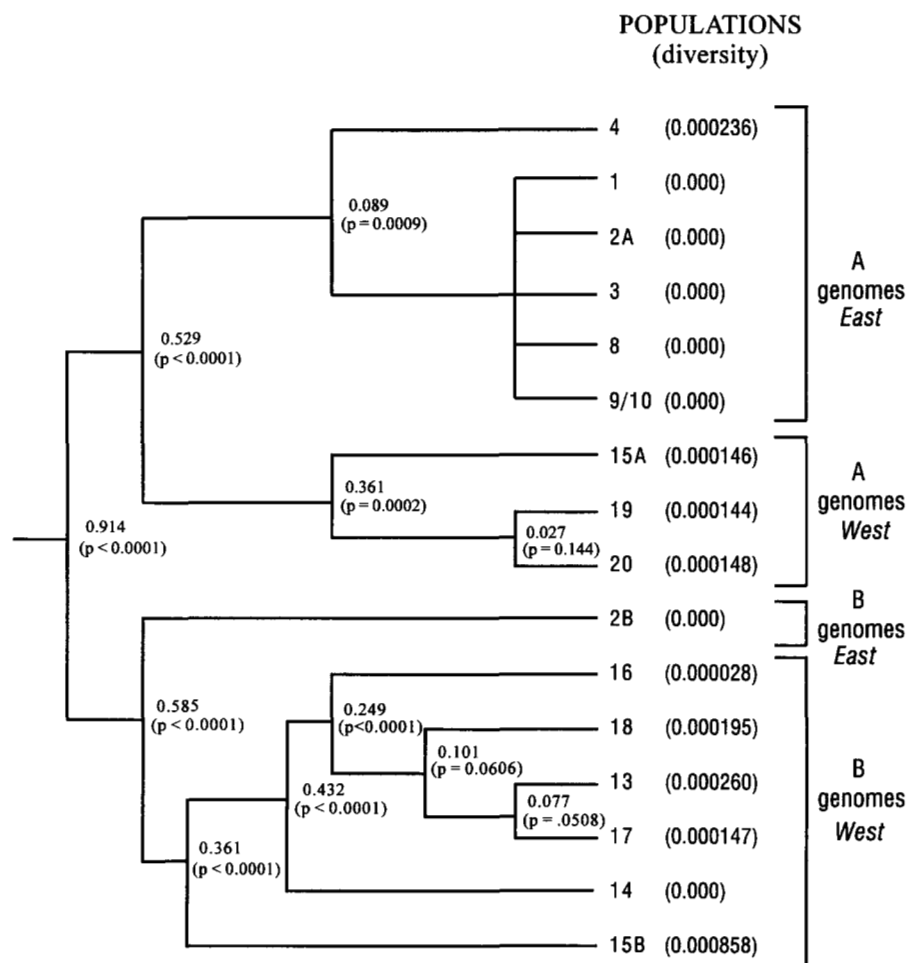 POPULATIONS
(diversity)
4 (0.000236)
0.089
(p = 0.0009)
1 (0.000)
2A (0.000)
3 (0.000)
8 (0.000)
9/10 (0.000)
A
genomes
East
0.529
(p < 0.0001)
15A (0.000146)
0.361
(p = 0.0002)
19 (0.000144)
0.027
(p = 0.144)
20 (0.000148)
A
genomes
West
0.914
(p < 0.0001)
2B (0.000)
B
genomes
East
0.585
(p < 0.0001)
16 (0.000028)
0.249
(p<0.0001)
18 (0.000195)
0.101
(p = 0.0606)
13 (0.000260)
0.077
(p = .0508)
17 (0.000147)
0.432
(p < 0.0001)
0.361
(p < 0.0001)
14 (0.000)
15B (0.000858)
B
genomes
West